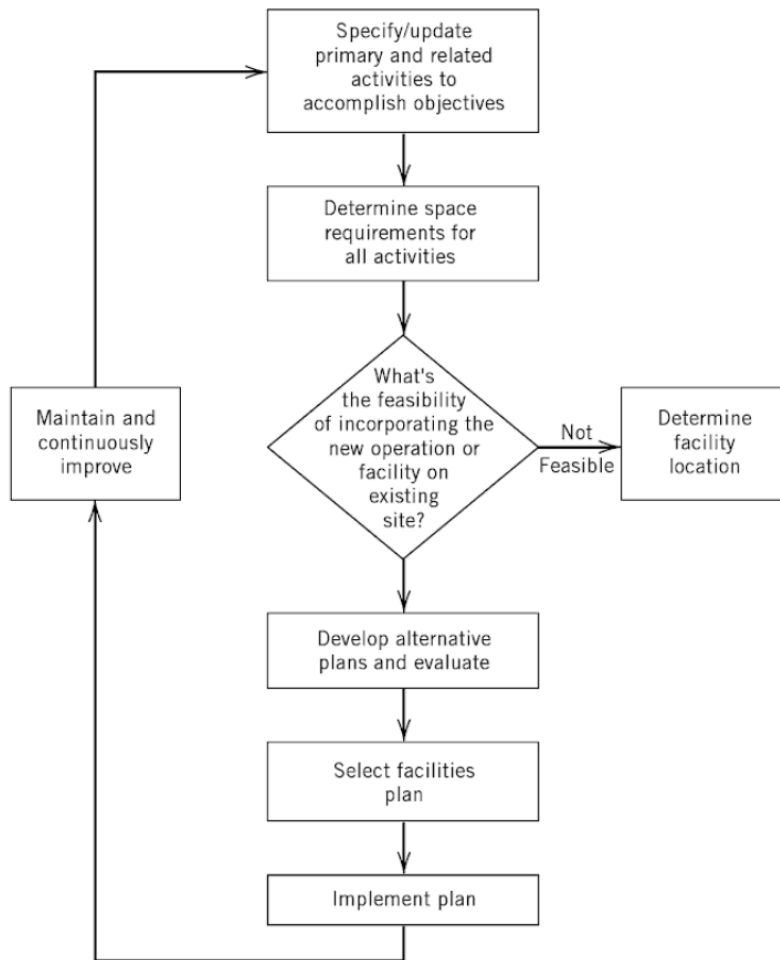 Specify/update
primary and related
activities to
accomplish objectives
Determine space
requirements for
all activities
What's
the feasibility
of incorporating the
new operation or
facility on
existing
site?
Not
Feasible
Determine
facility
location
Maintain and
continuously
improve
Develop alternative
plans and evaluate
Select facilities
plan
Implement plan